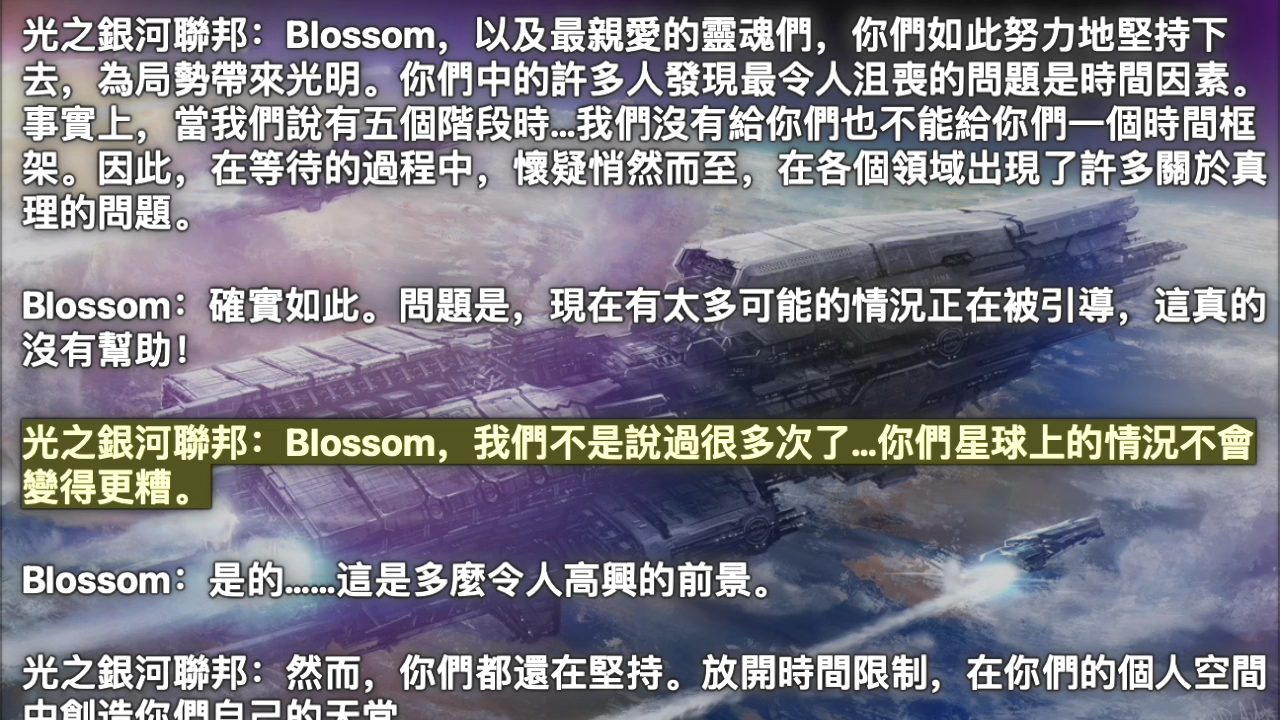 光之銀河聯邦：Blossom，以及最親愛的靈魂們，你們如此努力地堅持下
去，為局勢帶來光明。你們中的許多人發現最令人沮喪的問題是時間因素。
事實上，當我們說有五個階段時…我們沒有給你們也不能給你們一個時間框
架。因此，在等待的過程中，懷疑悄然而至，在各個領域出現了許多關於真
理的問題。
Blossom：確實如此。問題是，現在有太多可能的情況正在被引導，這真的
沒有幫助！
光之銀河聯邦：Blossom，我們不是說過很多次了…你們星球上的情況不會
變得更糟。
Blossom：是的……這是多麼令人高興的前景。
光之銀河聯邦：然而，你們都還在堅持。放開時間限制，在你們的個人空間
中創造你們自己的天堂